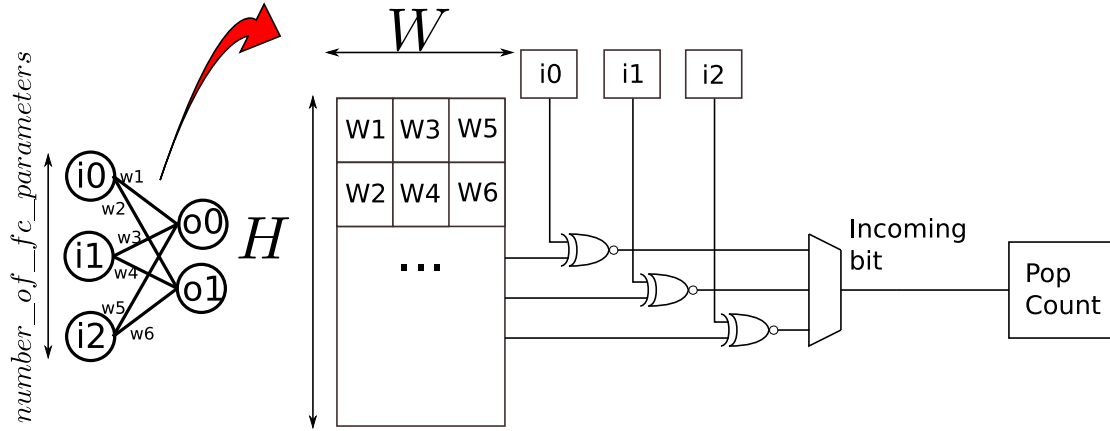 number_of_fc_parameters
i0
i1
i2
w1
w2
w3
w4
w5
w6
o0
o1
H
W
W1 W3 W5
W2 W4 W6
...
i0 i1 i2
Incoming
bit
Pop
Count